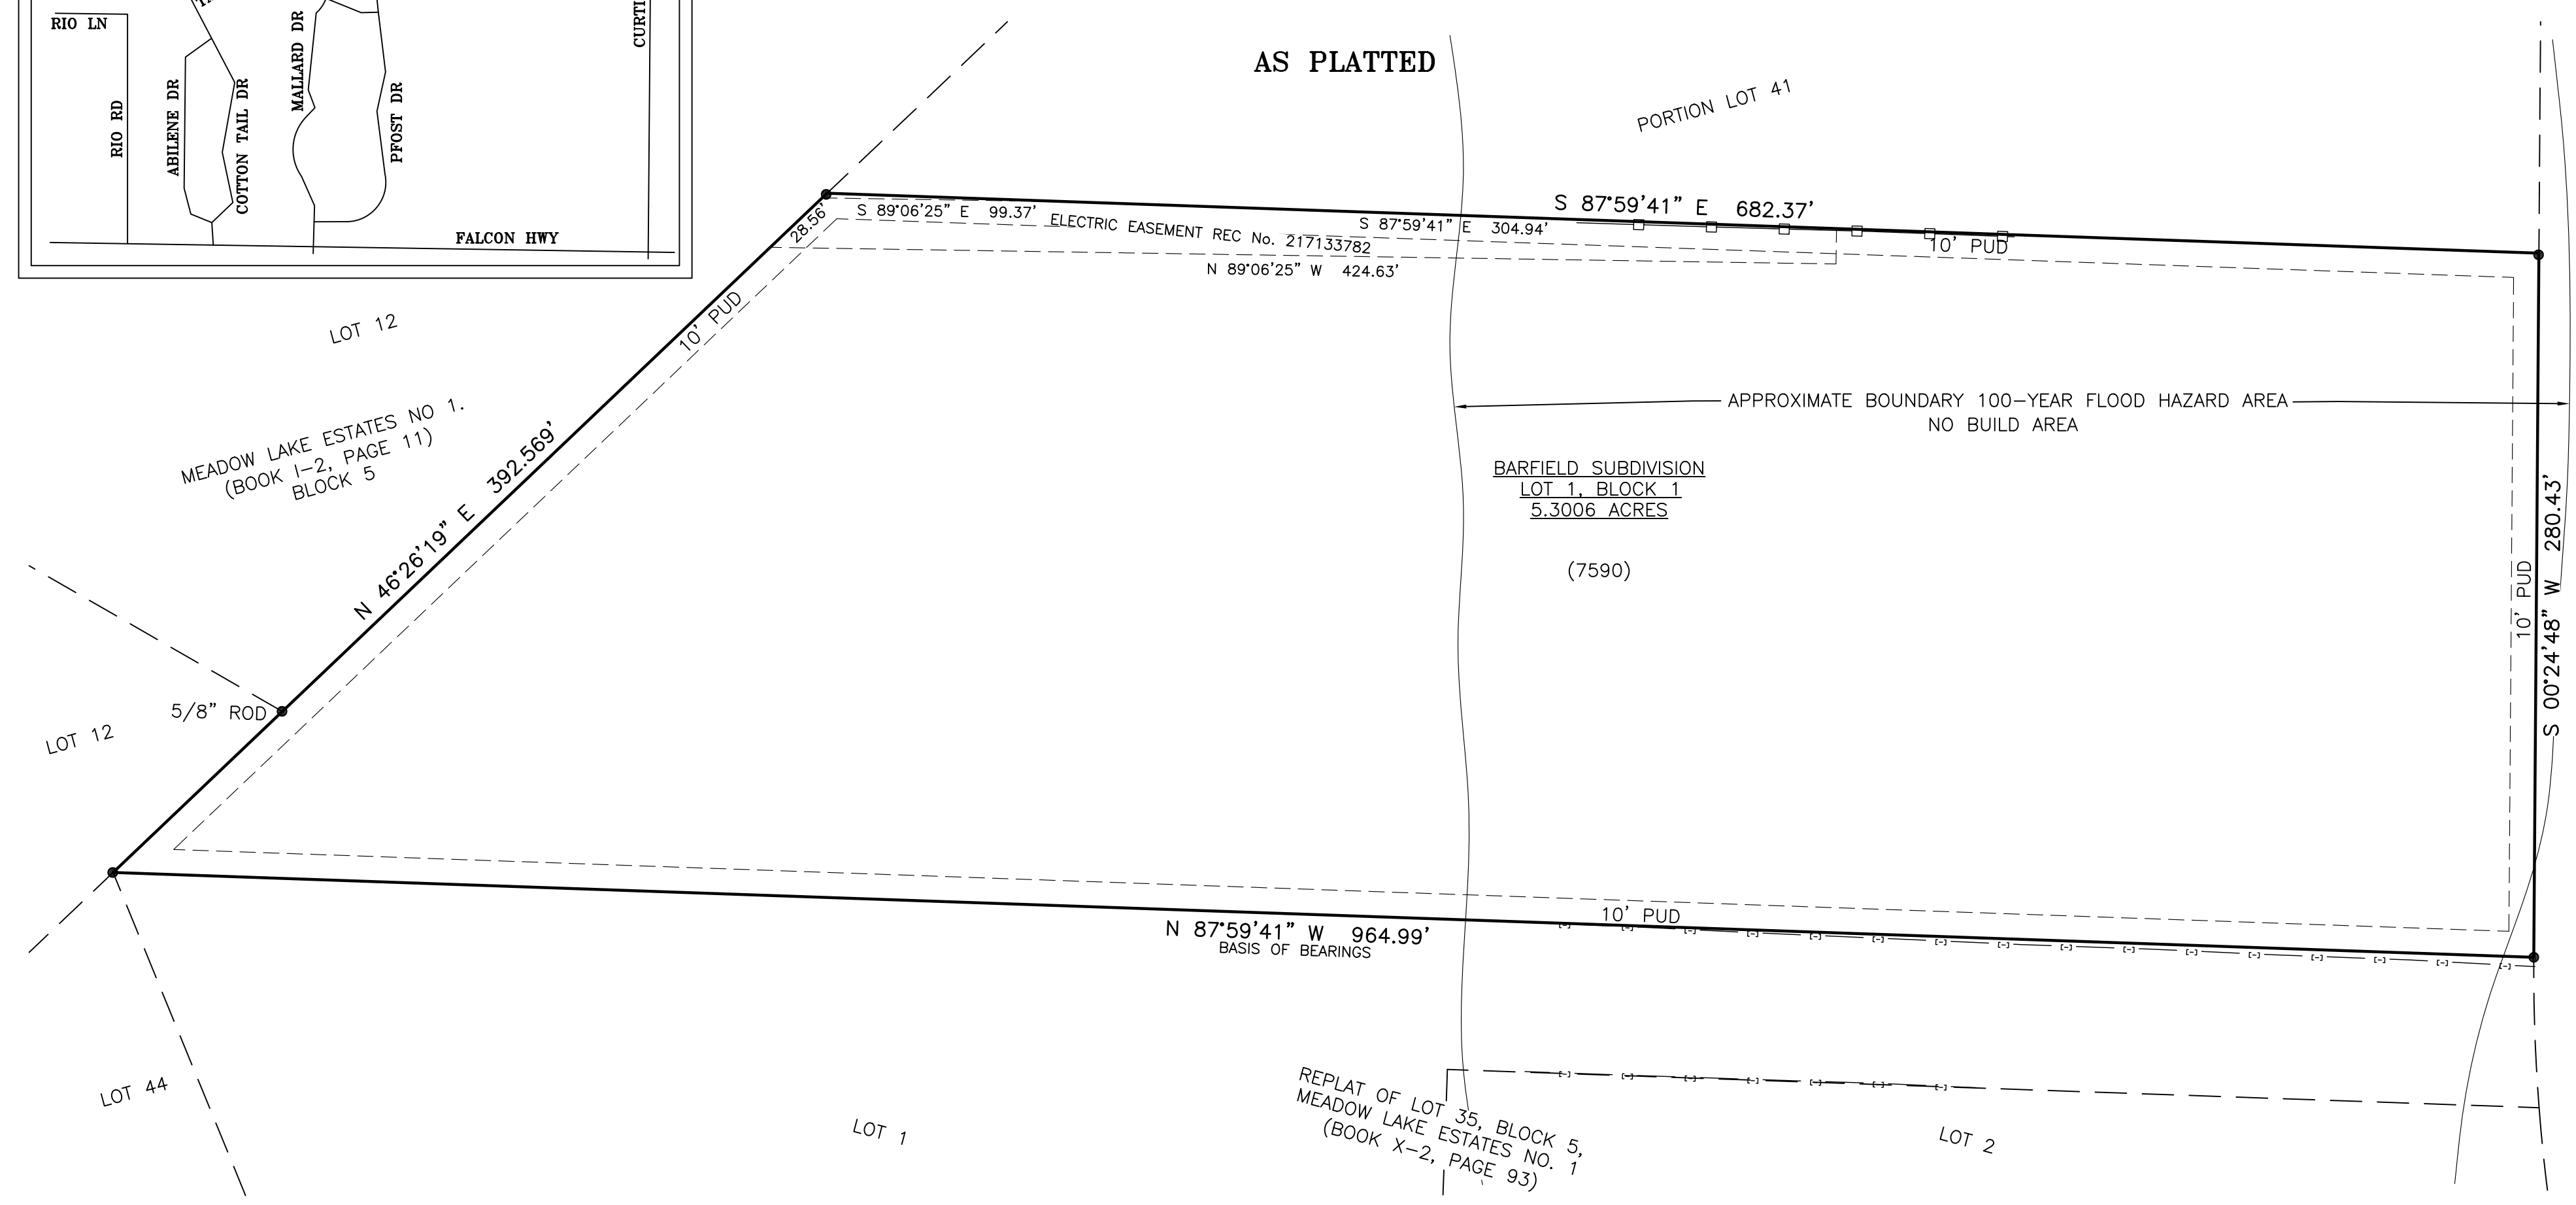 RIO LN
RIO RD
ABILENE DR
COTTON TAIL DR
MALLARD DR
PFOST DR
CURTI
FALCON HWY
AS PLATTED
PORTION LOT 41
S 87°59'41" E 682.37'
28.56'
S 89°06'25" E 99.37'
ELECTRIC EASEMENT REC No. 217133782
S 87°59'41" E 304.94'
N 89°06'25" W 424.63'
10' PUD
10' PUD
LOT 12
MEADOW LAKE ESTATES NO 1.
(BOOK I-2, PAGE 11)
BLOCK 5
N 46°26'19" E 392.569'
APPROXIMATE BOUNDARY 100-YEAR FLOOD HAZARD AREA
NO BUILD AREA
BARFIELD SUBDIVISION
LOT 1, BLOCK 1
5.3006 ACRES
(7590)
10' PUD
S 00°24'48" W 280.43'
5/8" ROD
LOT 12
10' PUD
N 87°59'41" W 964.99'
BASIS OF BEARINGS
LOT 44
LOT 1
REPLAT OF LOT 35, BLOCK 5,
MEADOW LAKE ESTATES NO. 1
(BOOK X-2, PAGE 93)
LOT 2